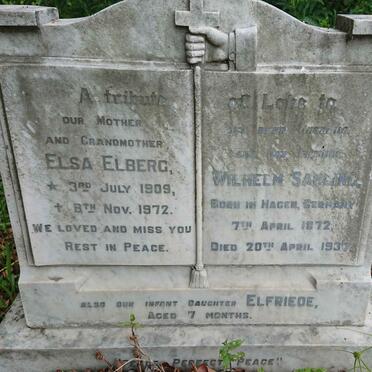 A tribute of Love to
OUR MOTHER
AND GRANDMOTHER
ELSA ELBERG,
* 3RD JULY 1909,
+ 8TH NOV. 1972.
WE LOVED AND MISS YOU
REST IN PEACE.
WILHELM
BORN IN HAGEN, GERMANY
7TH APRIL 1872,
DIED 20TH APRIL
ALSO OUR INFANT DAUGHTER ELFRIEDE,
AGED 7 MONTHS.
PERFECT PEACE"